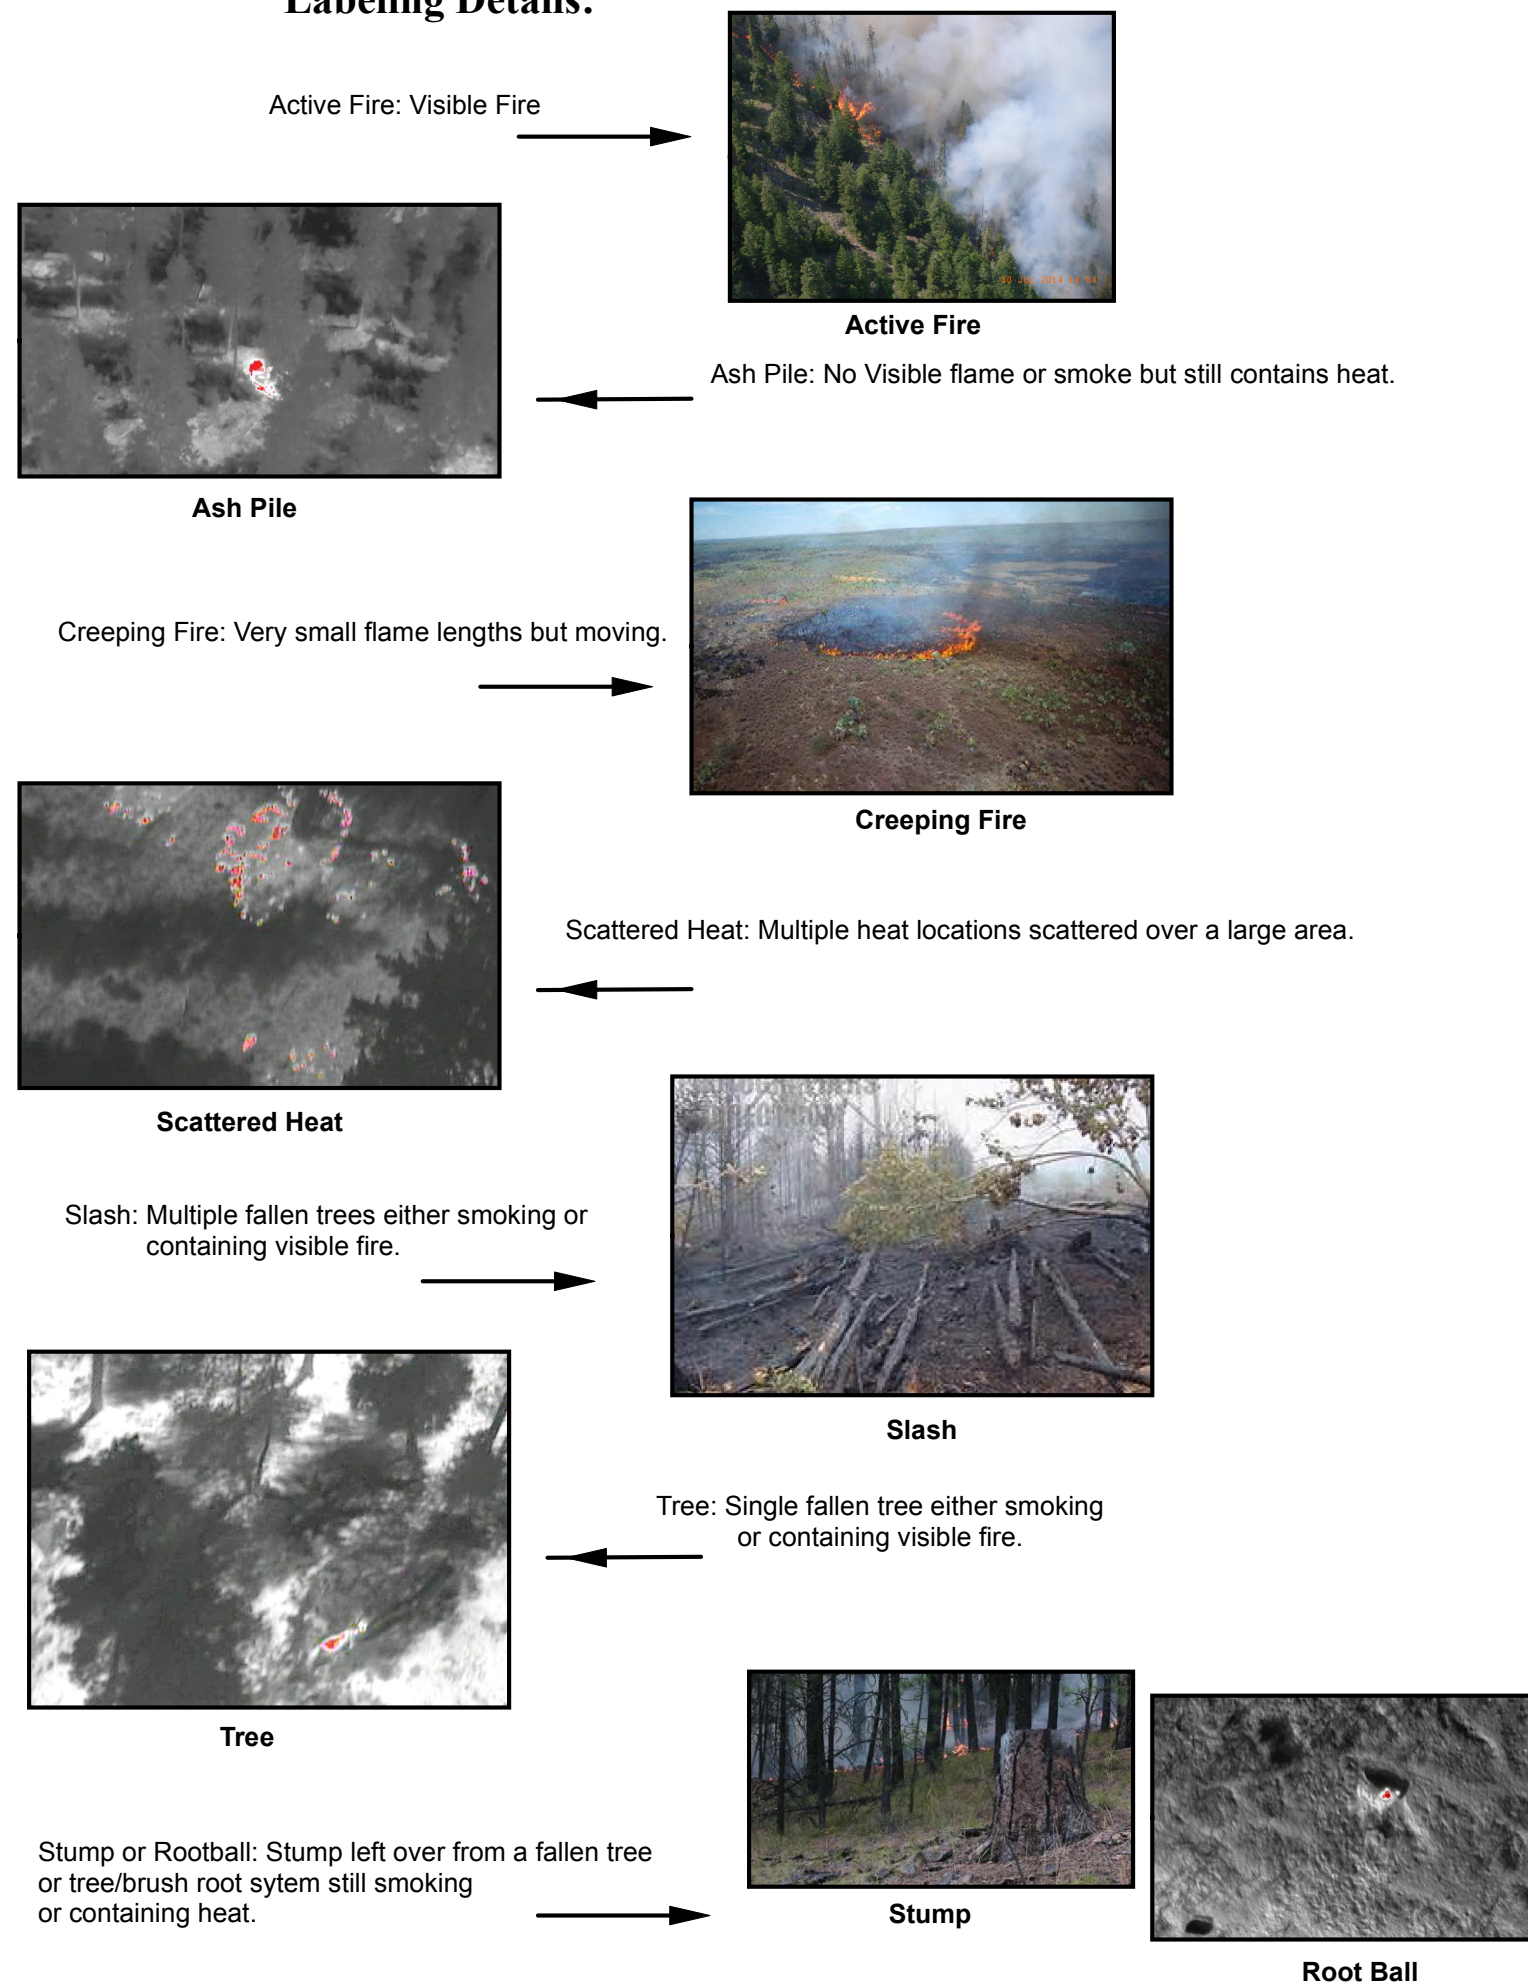 Labeling Details:
Active Fire: Visible Fire
Active Fire
Ash Pile: No Visible flame or smoke but still contains heat.
Ash Pile
Creeping Fire: Very small flame lengths but moving.
Creeping Fire
Scattered Heat: Multiple heat locations scattered over a large area.
Scattered Heat
Slash: Multiple fallen trees either smoking or
containing visible fire.
Slash
Tree: Single fallen tree either smoking
or containing visible fire.
Tree
Stump or Rootball: Stump left over from a fallen tree
or tree/brush root sytem still smoking
or containing heat.
Stump
Root Ball